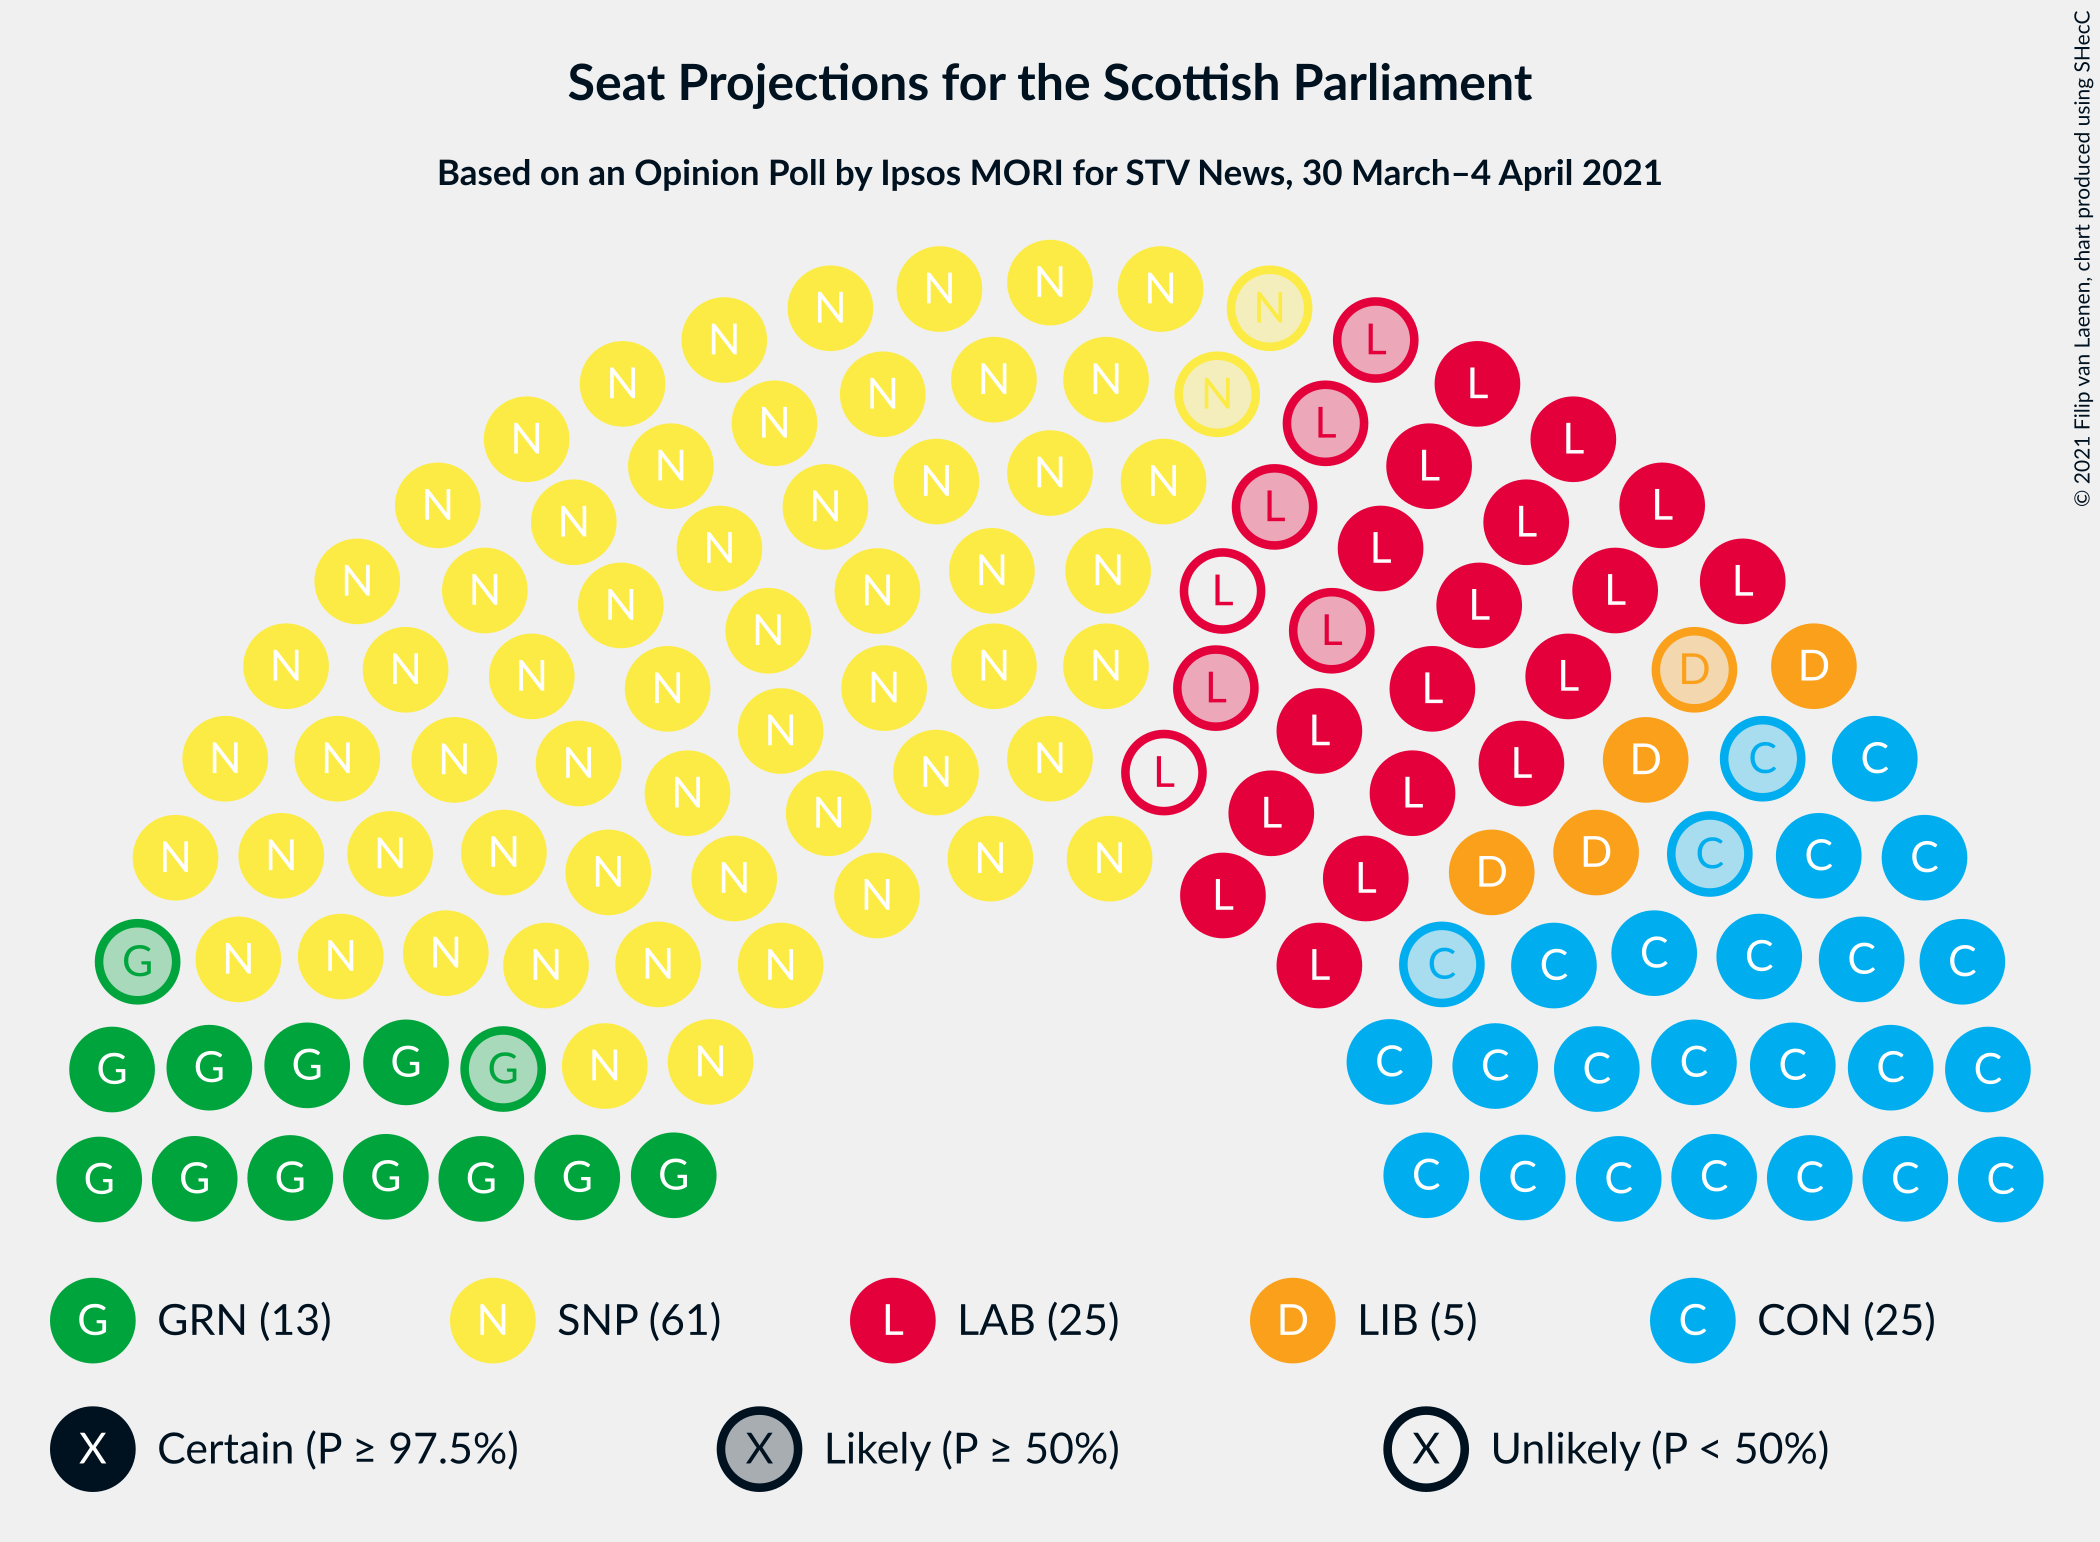 Seat Projections for the Scottish Parliament
Based on an Opinion Poll by Ipsos MORI for STV News, 30 March–4 April 2021
© 2021 Filip van Laenen, chart produced using SHecC
N N N
N N
N L
N N N N N L
N N L L
N N N N L
N N N L L L
N N N L
N N N N L L L L
N L
N N N N N N N L L L D D
N L
N N N N N N N L L L D C C
N L
N N N N N N N N N L L D D C C C
G N N N N N N L C C C C C C
G G G G G N N C C C C C C C
G G G G G G G C C C C C C C
G GRN (13) N SNP (61) L LAB (25) D LIB (5) C CON (25)
X Certain (P ≥ 97.5%) X Likely (P ≥ 50%) X Unlikely (P < 50%)